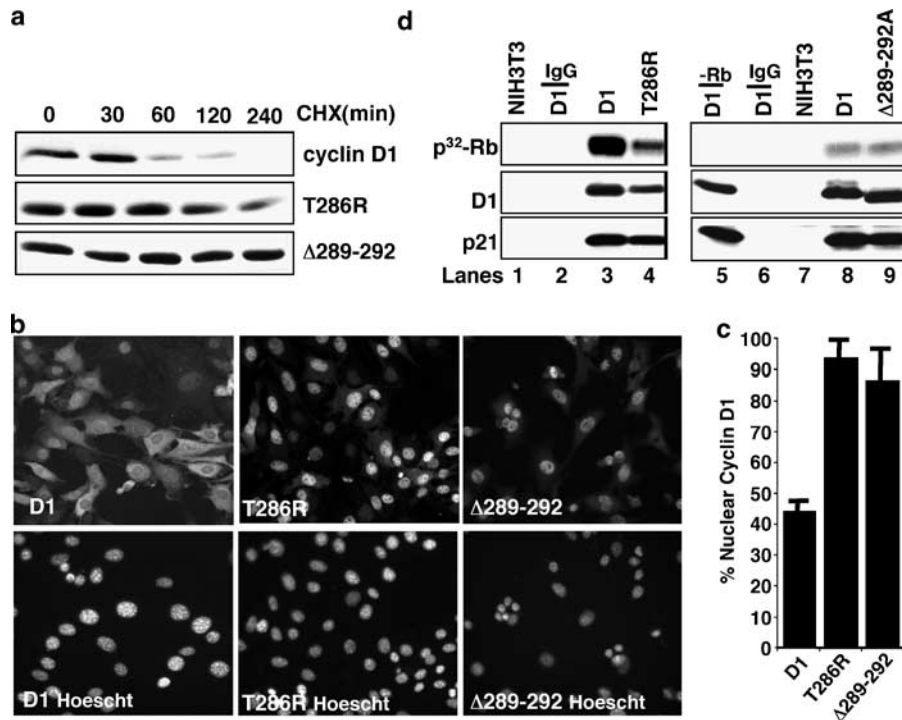 a
0 30 60 120 240 CHX(min)
cyclin D1
T286R
Δ289-292
d
NIH3T3
IgG
D1
D1
T286R
-Rb
D1
IgG
D1
NIH3T3
D1
Δ289-292A
p³²-Rb
D1
p21
Lanes 1 2 3 4 5 6 7 8 9
b
D1
T286R
Δ289-292
D1 Hoescht
T286R Hoescht
Δ289-292 Hoescht
c
% Nuclear Cyclin D1
100
90
80
70
60
50
40
30
20
10
0
D1
T286R
Δ289-292